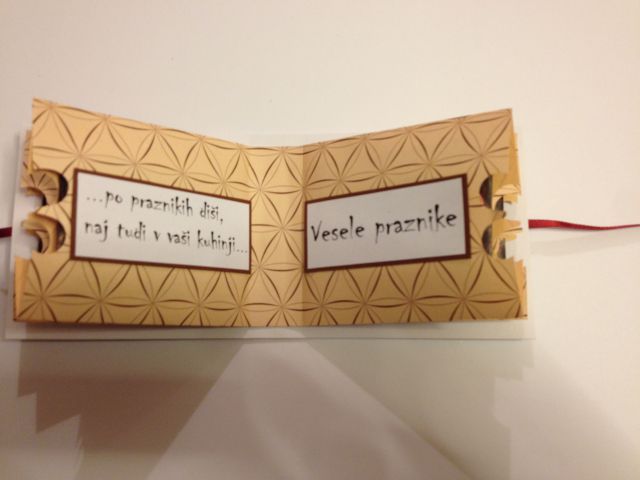 ...po praznikih diši,
naj tudi v vaši kuhinji...
Vesele praznike